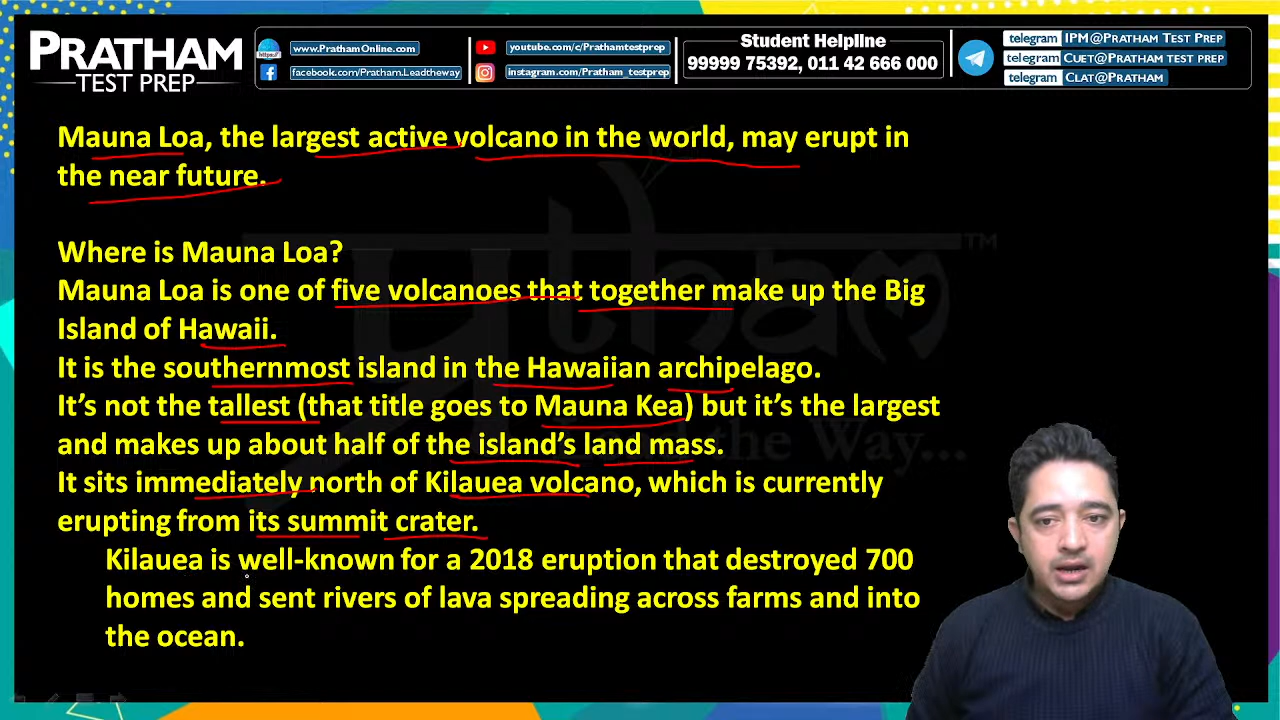 PRATHAM
TEST PREP
https://
www.PrathamOnline.com
facebook.com/Pratham.Leadtheway
youtube.com/c/Prathamtestprep
instagram.com/Pratham_testprep
Student Helpline
99999 75392, 011 42 666 000
telegram IPM@PRATHAM TEST PREP
telegram CUET@PRATHAM TEST PREP
telegram CLAT@PRATHAM
Mauna Loa, the largest active volcano in the world, may erupt in
the near future.
Where is Mauna Loa?
Mauna Loa is one of five volcanoes that together make up the Big
Island of Hawaii.
It is the southernmost island in the Hawaiian archipelago.
It’s not the tallest (that title goes to Mauna Kea) but it’s the largest
and makes up about half of the island’s land mass.
It sits immediately north of Kilauea volcano, which is currently
erupting from its summit crater.
Kilauea is well-known for a 2018 eruption that destroyed 700
homes and sent rivers of lava spreading across farms and into
the ocean.
TM
the Way...